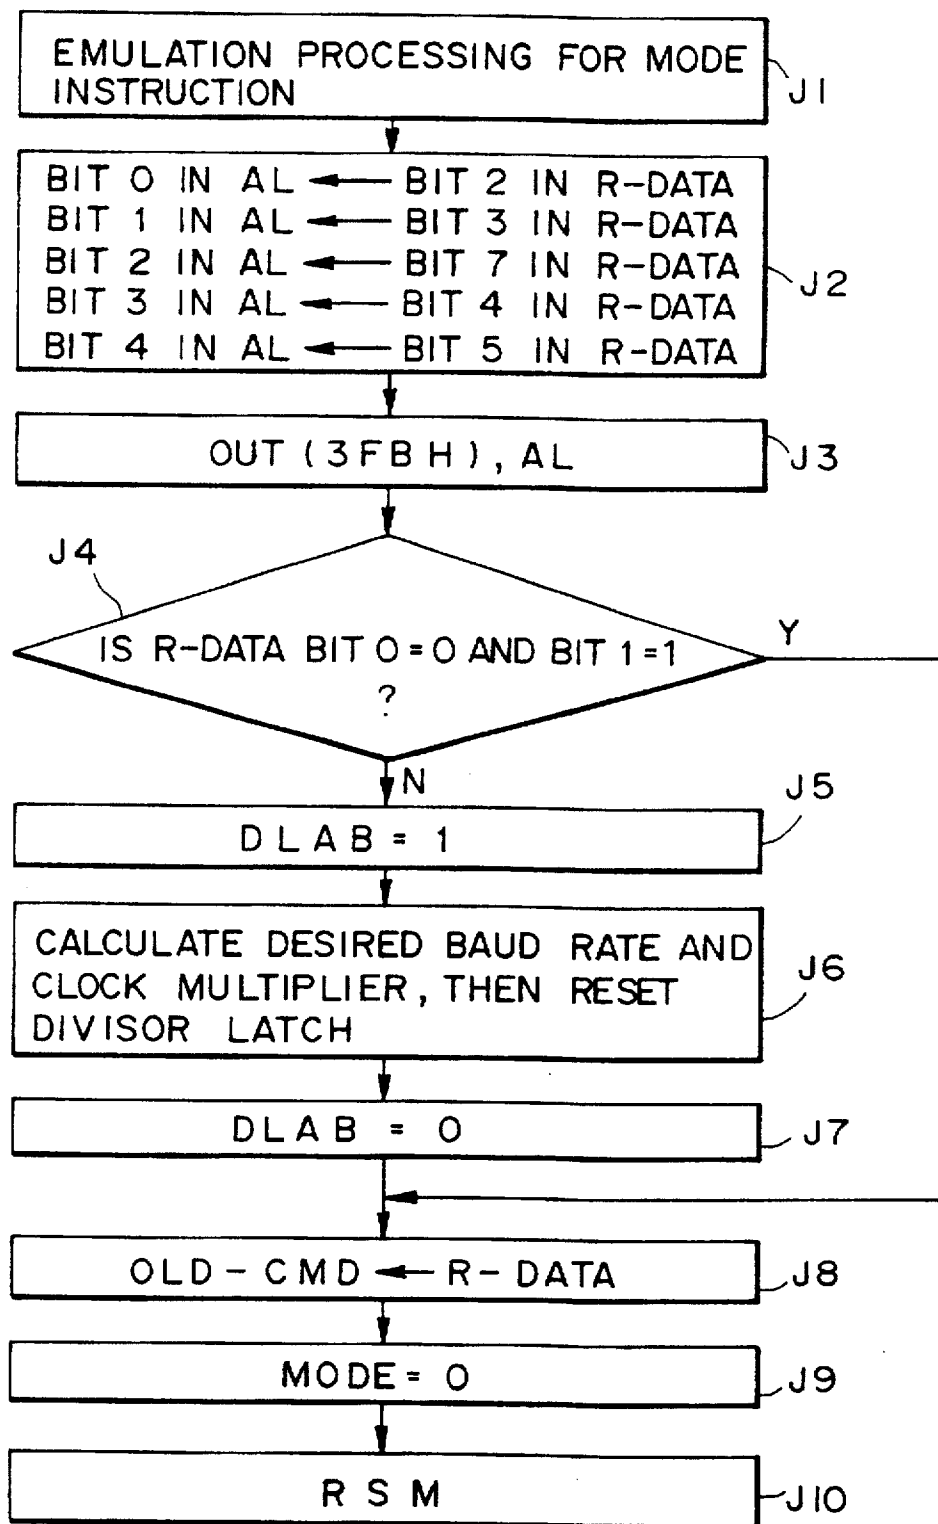 EMULATION PROCESSING FOR MODE
INSTRUCTION
J1
BIT 0 IN AL ← BIT 2 IN R-DATA
BIT 1 IN AL ← BIT 3 IN R-DATA
BIT 2 IN AL ← BIT 7 IN R-DATA
BIT 3 IN AL ← BIT 4 IN R-DATA
BIT 4 IN AL ← BIT 5 IN R-DATA
J2
OUT (3FBH), AL
J3
J4
IS R-DATA BIT 0=0 AND BIT 1=1
?
Y
N
DLAB = 1
J5
CALCULATE DESIRED BAUD RATE AND
CLOCK MULTIPLIER, THEN RESET
DIVISOR LATCH
J6
DLAB = 0
J7
OLD-CMD ← R-DATA
J8
MODE = 0
J9
RSM
J10